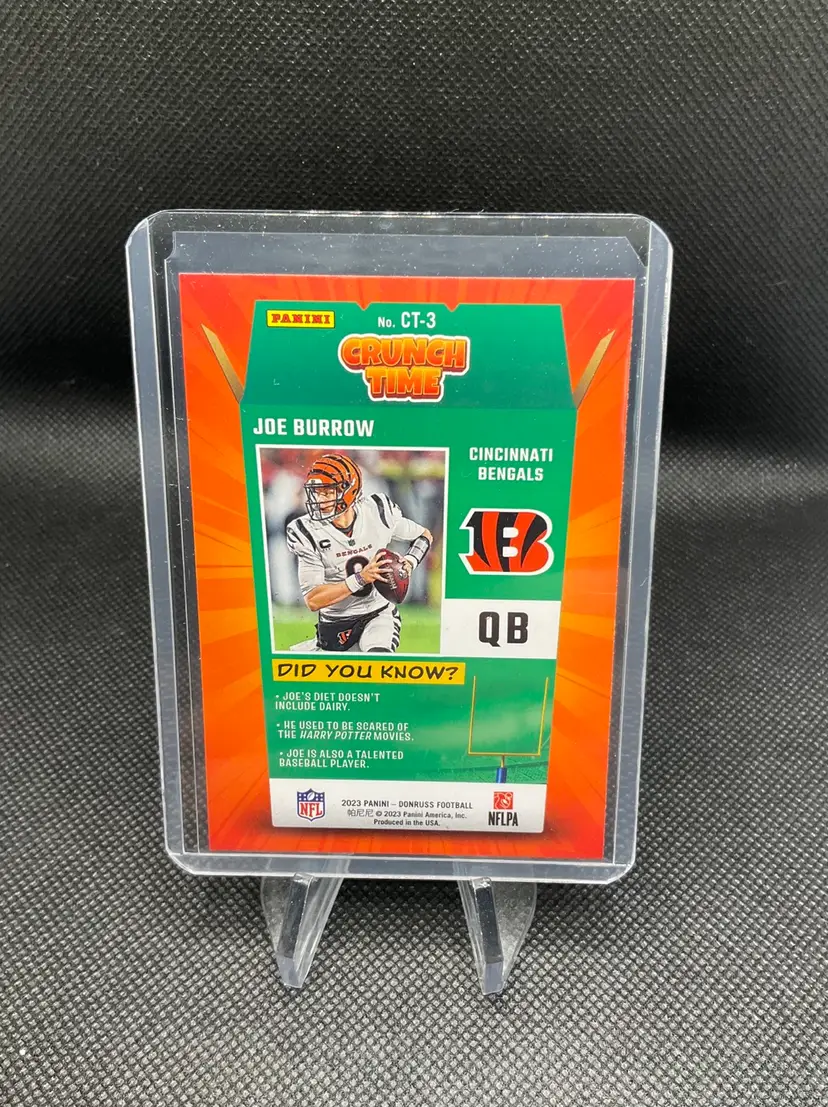 PANINI
No. CT-3
CRUNCH
TIME
JOE BURROW
CINCINNATI
BENGALS
BENGALS
C
B
QB
DID YOU KNOW?
• JOE'S DIET DOESN'T
INCLUDE DAIRY.
• HE USED TO BE SCARED OF
THE HARRY POTTER MOVIES.
• JOE IS ALSO A TALENTED
BASEBALL PLAYER.
NFL
2023 PANINI – DONRUSS FOOTBALL
帕尼尼 © 2023 Panini America, Inc.
Produced in the USA.
NFLPA